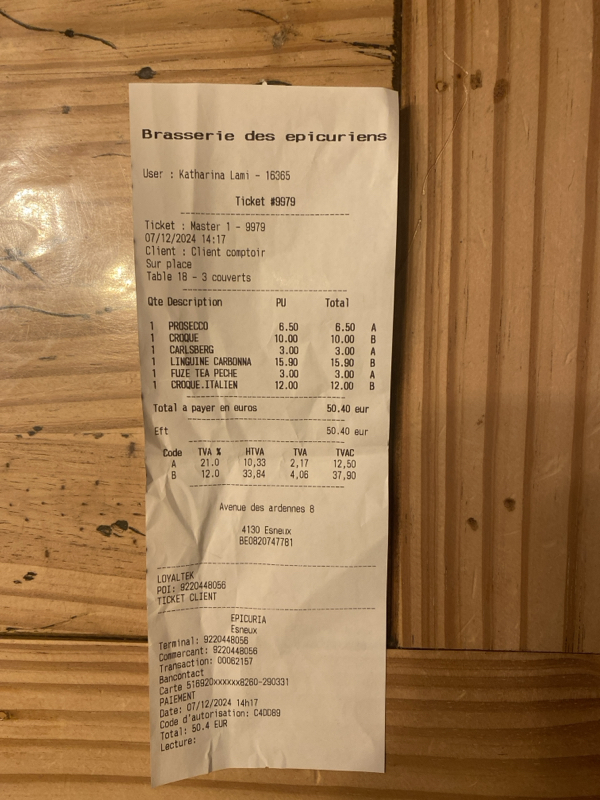 Brasserie des epicuriens
User : Katharina Lami - 16365
Ticket #9979
Ticket : Master 1 - 9979
07/12/2024 14:17
Client : Client comptoir
Sur place
Table 18 - 3 couverts
Qte Description PU Total
1 PROSECCO 6.50 6.50 A
1 CROQUE 10.00 10.00 B
1 CARLSBERG 3.00 3.00 A
1 LINGUINE CARBONNA 15.90 15.90 B
1 FUZE TEA PECHE 3.00 3.00 A
1 CROQUE.ITALIEN 12.00 12.00 B
Total a payer en euros 50.40 eur
Eft 50.40 eur
Code TVA % HTVA TVA TVAC
A 21.0 10,33 2,17 12,50
B 12.0 33,84 4,06 37,90
Avenue des ardennes 8
4130 Esneux
BE0820747781
LOYALTEK
POI: 9220448056
TICKET CLIENT
EPICURIA
Esneux
Terminal: 9220448056
Commercant: 9220448056
Transaction: 00062157
Bancontact
Carte 516920xxxxxx8260-290331
PAIEMENT
Date: 07/12/2024 14h17
Code d'autorisation: C40D89
Total: 50.4 EUR
Lecture: